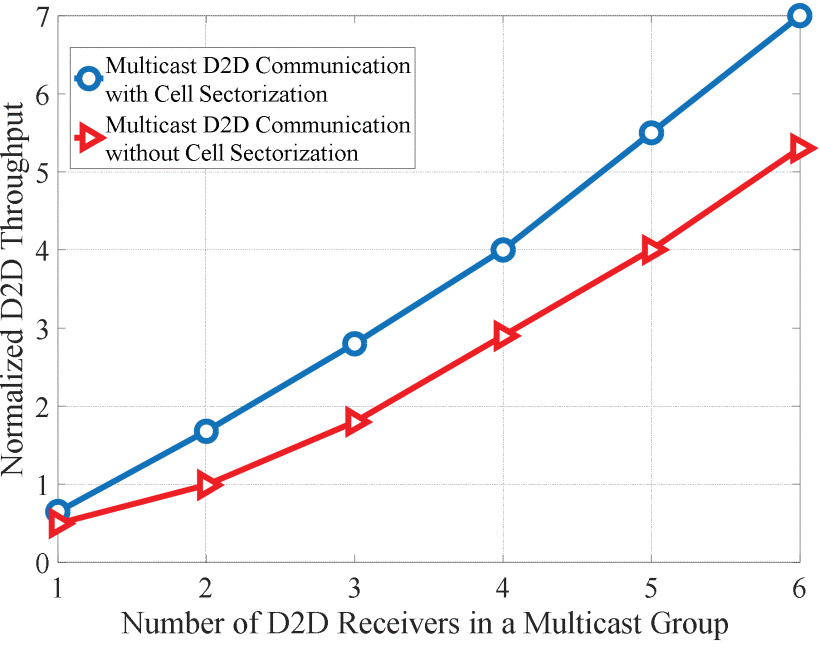 7
6
5
4
3
2
1
0
Normalized D2D Throughput
Multicast D2D Communication
with Cell Sectorization
Multicast D2D Communication
without Cell Sectorization
1 2 3 4 5 6
Number of D2D Receivers in a Multicast Group